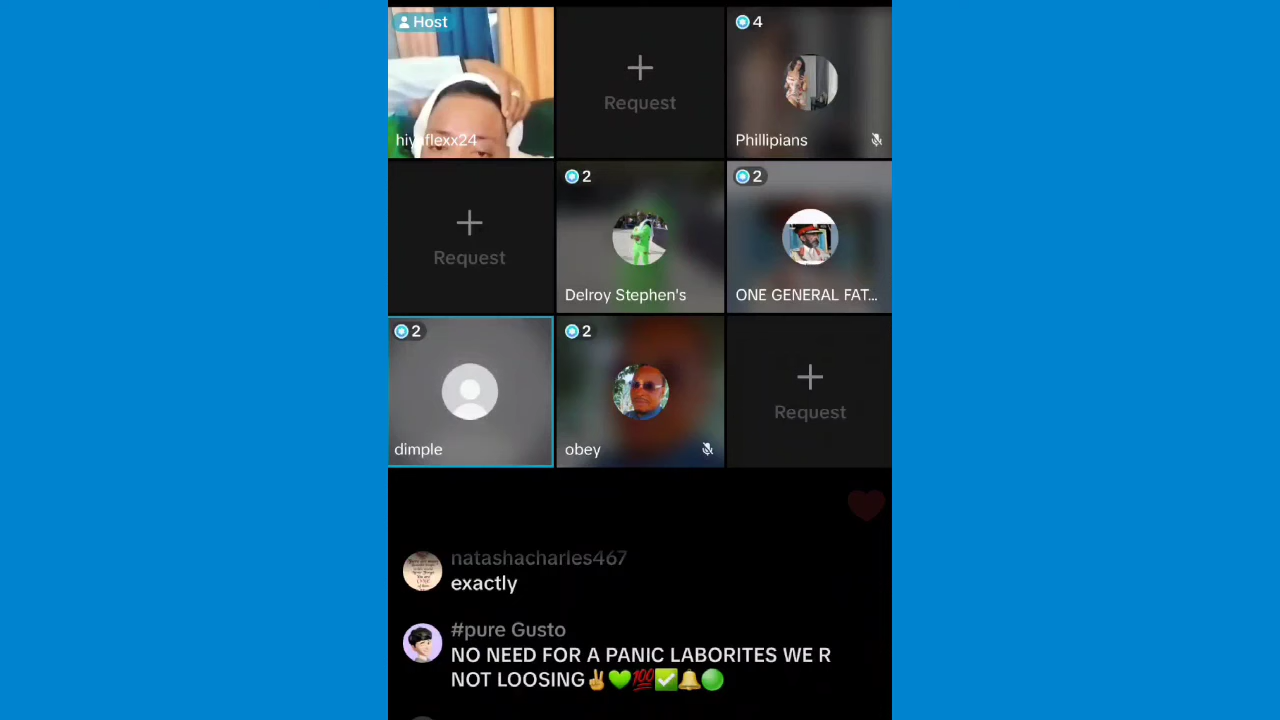 Host
hiyaflexx24
Request
4
Phillipians
Request
2
Delroy Stephen's
2
ONE GENERAL FAT...
2
dimple
2
obey
Request
natashacharles467
exactly
#pure Gusto
NO NEED FOR A PANIC LABORITES WE R
NOT LOOSING✌️💚💯✅🔔🟢